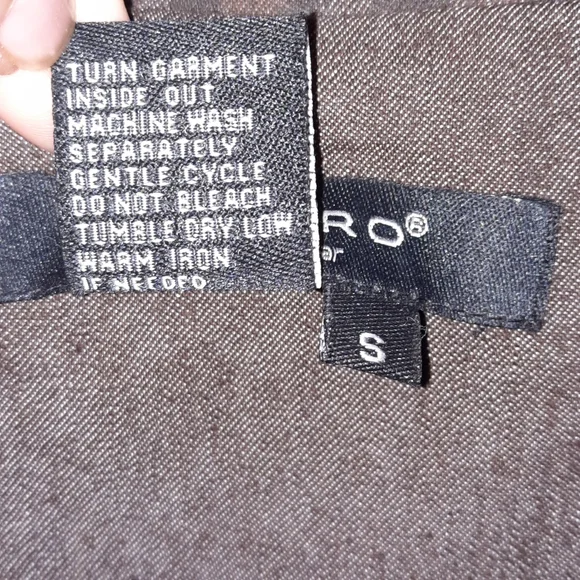 TURN GARMENT
INSIDE OUT
MACHINE WASH
SEPARATELY
GENTLE CYCLE
DO NOT BLEACH
TUMBLE DRY LOW
WARM IRON
IF NEEDED
RO®
ar
S